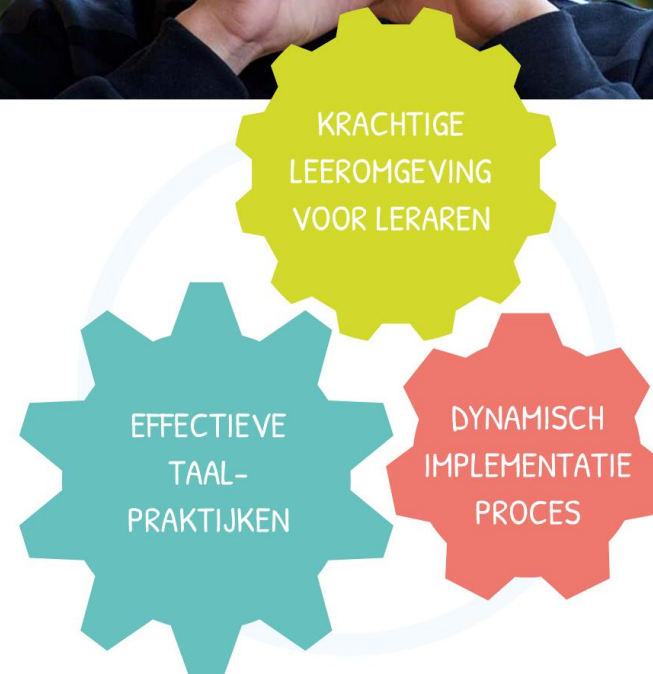 KRACHTIGE
LEEROMGEVING
VOOR LERAREN
EFFECTIEVE
TAAL-
PRAKTIJKEN
DYNAMISCH
IMPLEMENTATIE
PROCES